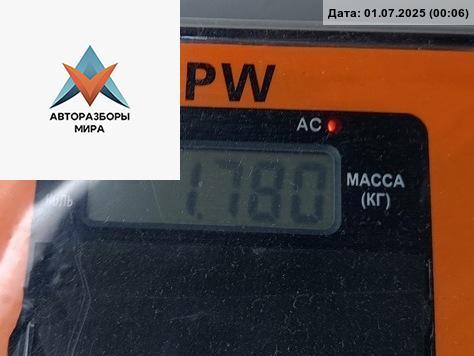 Дата: 01.07.2025 (00:06)
PW
АВТОРАЗБОРЫ
МИРА
AC
1.780
МАССА
(КГ)